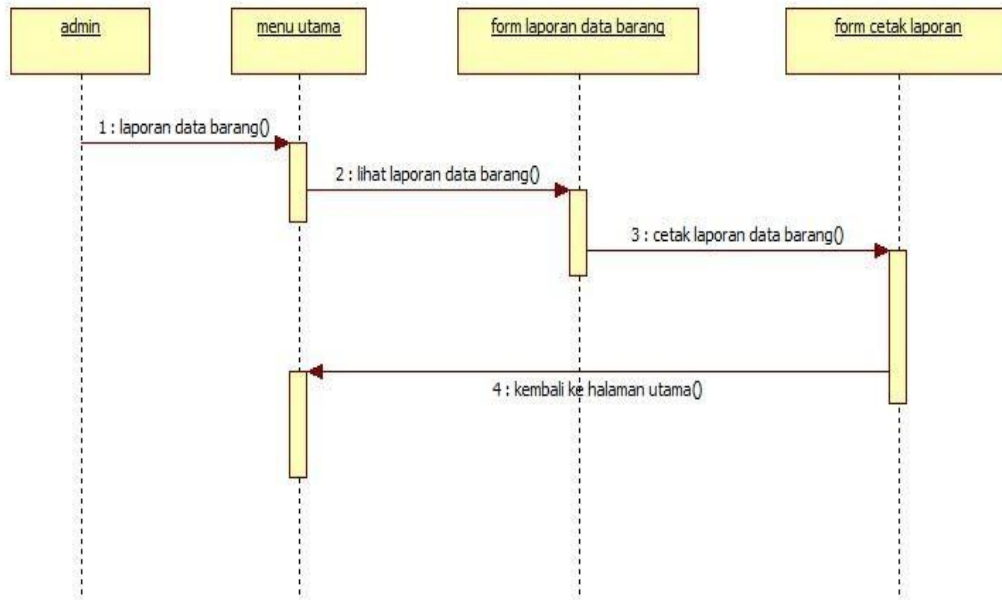 admin
menu utama
form laporan data barang
form cetak laporan
1 : laporan data barang()
2 : lihat laporan data barang()
3 : cetak laporan data barang()
4 : kembali ke halaman utama()